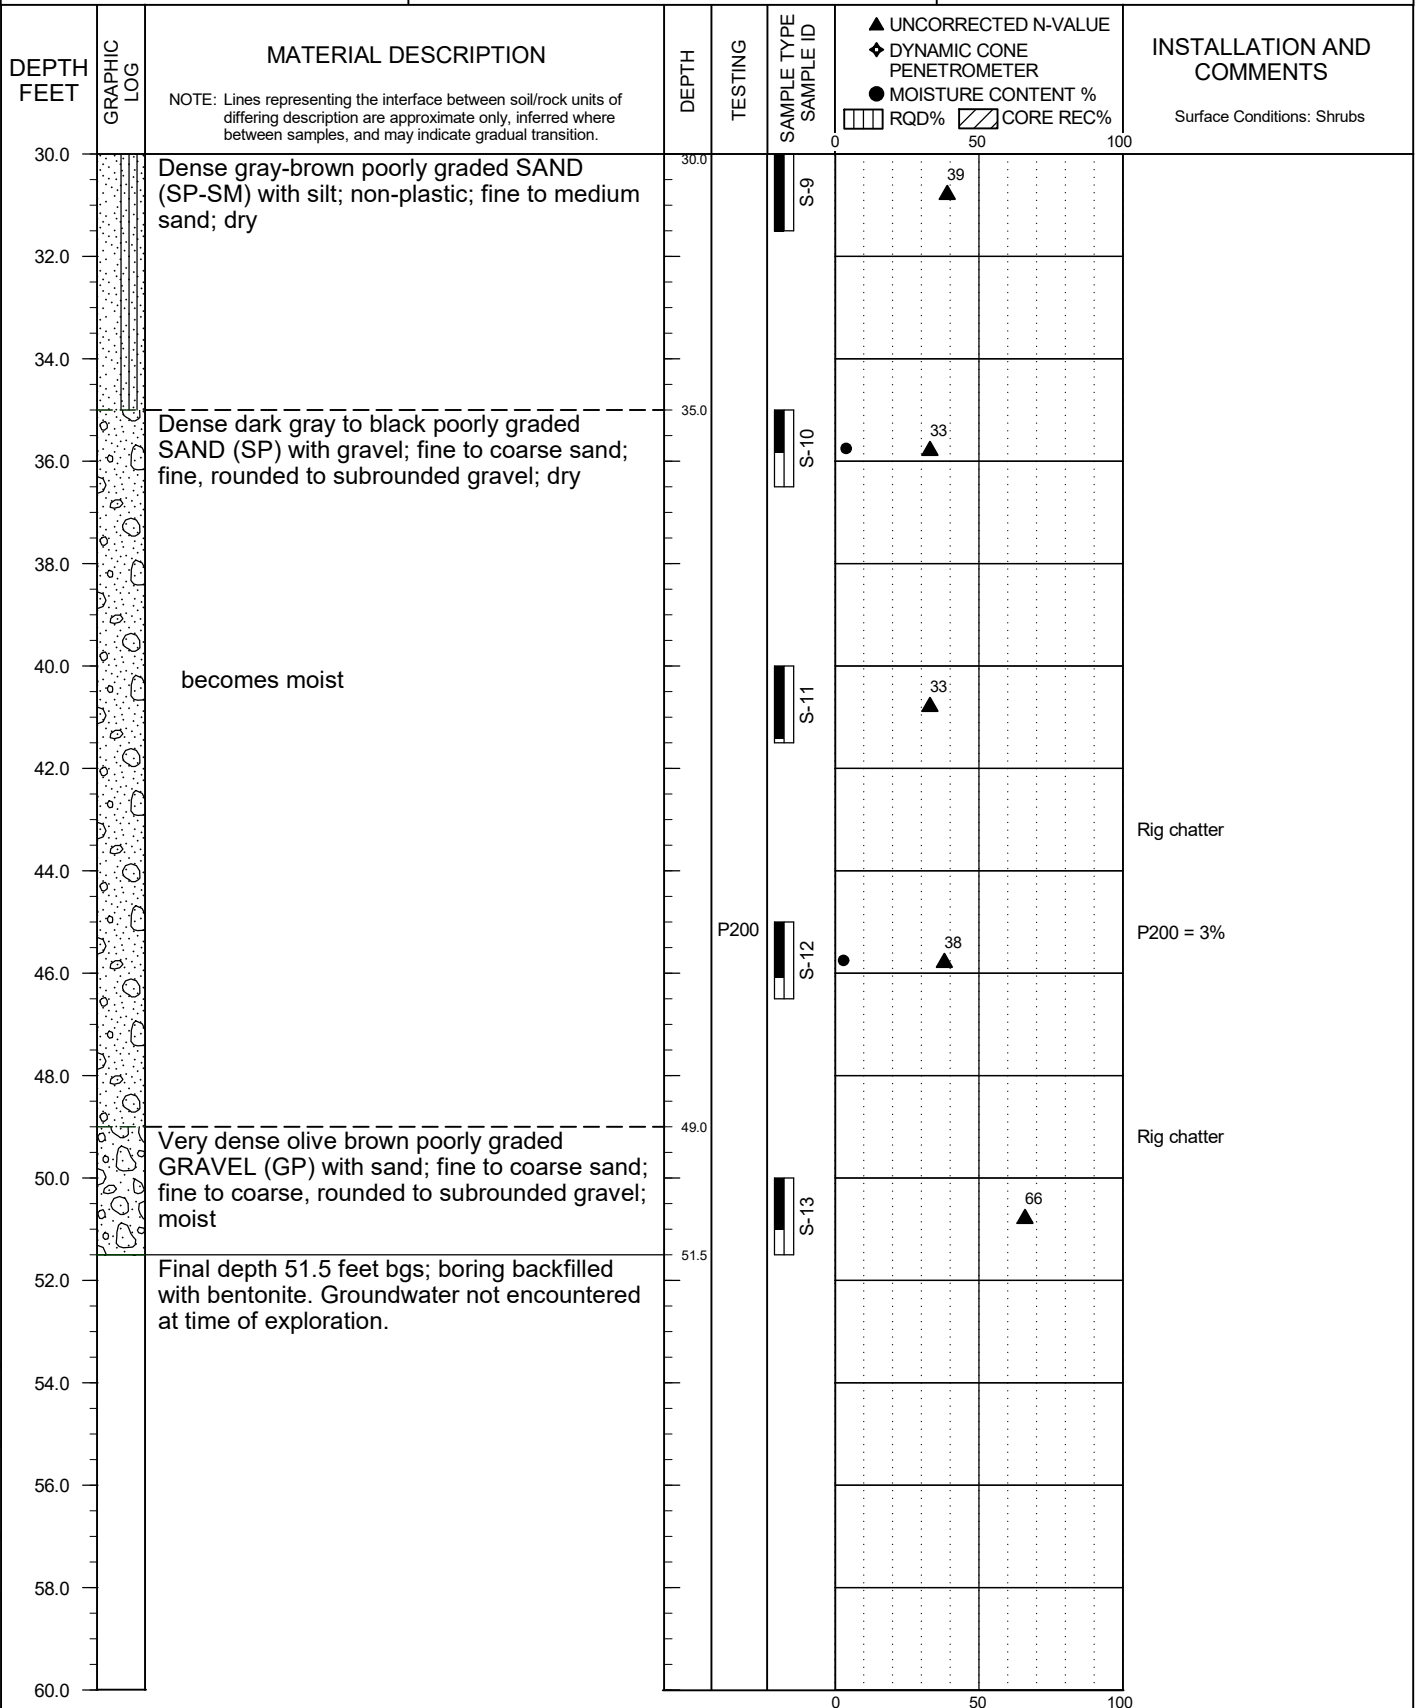 DEPTH
FEET
GRAPHIC
LOG
MATERIAL DESCRIPTION
NOTE: Lines representing the interface between soil/rock units of
differing description are approximate only, inferred where
between samples, and may indicate gradual transition.
DEPTH
TESTING
SAMPLE TYPE
SAMPLE ID
▲ UNCORRECTED N-VALUE
DYNAMIC CONE
PENETROMETER
● MOISTURE CONTENT %
RQD% CORE REC%
0 50 100
INSTALLATION AND
COMMENTS
Surface Conditions: Shrubs
30.0
Dense gray-brown poorly graded SAND
(SP-SM) with silt; non-plastic; fine to medium
sand; dry
30.0
S-9
39
32.0
34.0
35.0
Dense dark gray to black poorly graded
SAND (SP) with gravel; fine to coarse sand;
fine, rounded to subrounded gravel; dry
S-10
33
36.0
38.0
40.0
becomes moist
S-11
33
42.0
Rig chatter
44.0
P200
S-12
38
P200 = 3%
46.0
48.0
49.0
Very dense olive brown poorly graded
GRAVEL (GP) with sand; fine to coarse sand;
fine to coarse, rounded to subrounded gravel;
moist
Rig chatter
50.0
S-13
66
51.5
Final depth 51.5 feet bgs; boring backfilled
with bentonite. Groundwater not encountered
at time of exploration.
52.0
54.0
56.0
58.0
60.0
0 50 100